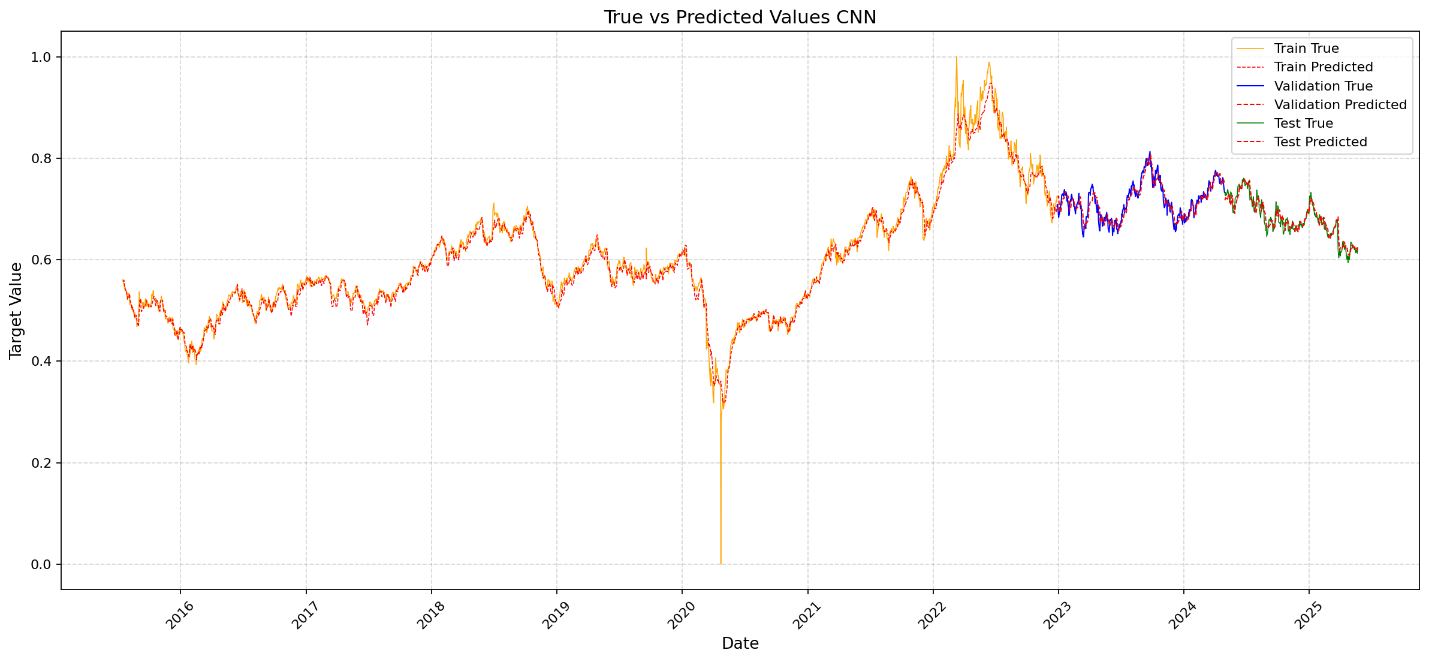 True vs Predicted Values CNN
Train True
Train Predicted
Validation True
Validation Predicted
Test True
Test Predicted
Target Value
1.0
0.8
0.6
0.4
0.2
0.0
2016
2017
2018
2019
2020
2021
2022
2023
2024
2025
Date